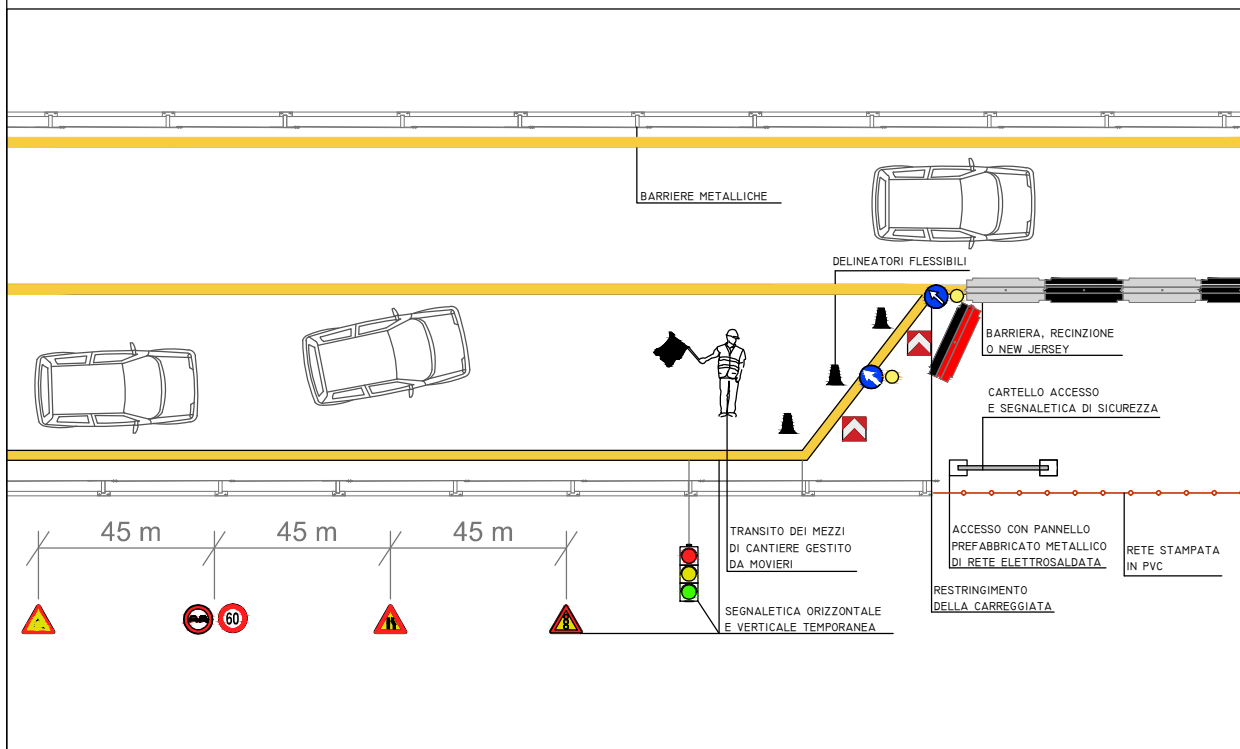 BARRIERE METALLICHE
DELINEATORI FLESSIBILI
BARRIERA, RECINZIONE
O NEW JERSEY
CARTELLO ACCESSO
E SEGNALETICA DI SICUREZZA
45 m
45 m
45 m
TRANSITO DEI MEZZI
DI CANTIERE GESTITO
DA MOVIERI
ACCESSO CON PANNELLO
PREFABBRICATO METALLICO
DI RETE ELETTROSALDATA
RETE STAMPATA
IN PVC
RESTRINGIMENTO
DELLA CARREGGIATA
SEGNALETICA ORIZZONTALE
E VERTICALE TEMPORANEA
60